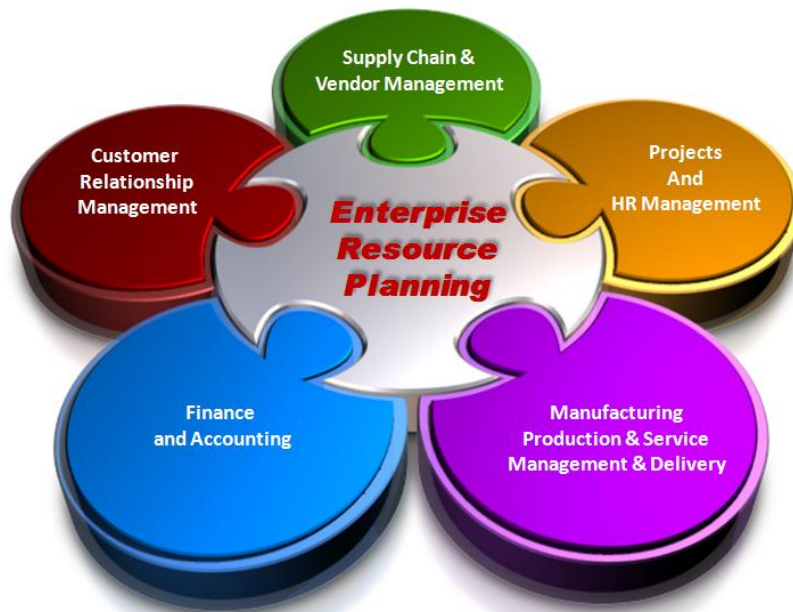 Supply Chain &
Vendor Management
Customer
Relationship
Management
Projects
And
HR Management
Enterprise
Resource
Planning
Finance
and Accounting
Manufacturing
Production & Service
Management & Delivery